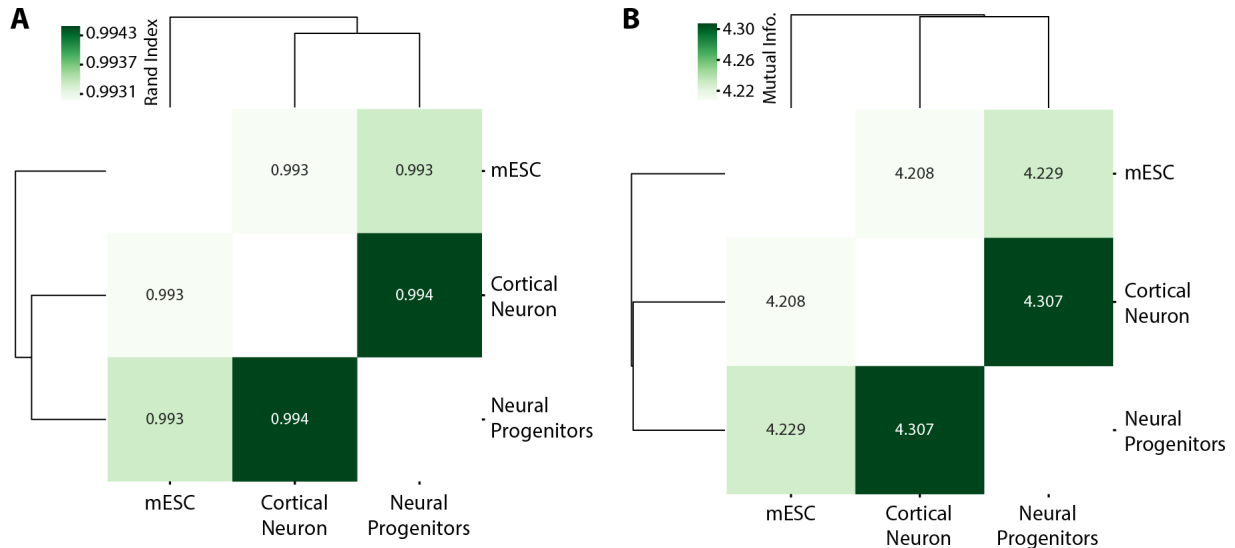 A
0.9943
0.9937
0.9931
Rand Index
0.993
0.993
mESC
0.993
0.994
Cortical
Neuron
0.993
0.994
Neural
Progenitors
mESC
Cortical
Neuron
Neural
Progenitors
B
4.30
4.26
4.22
Mutual Info.
4.208
4.229
mESC
4.208
4.307
Cortical
Neuron
4.229
4.307
Neural
Progenitors
mESC
Cortical
Neuron
Neural
Progenitors